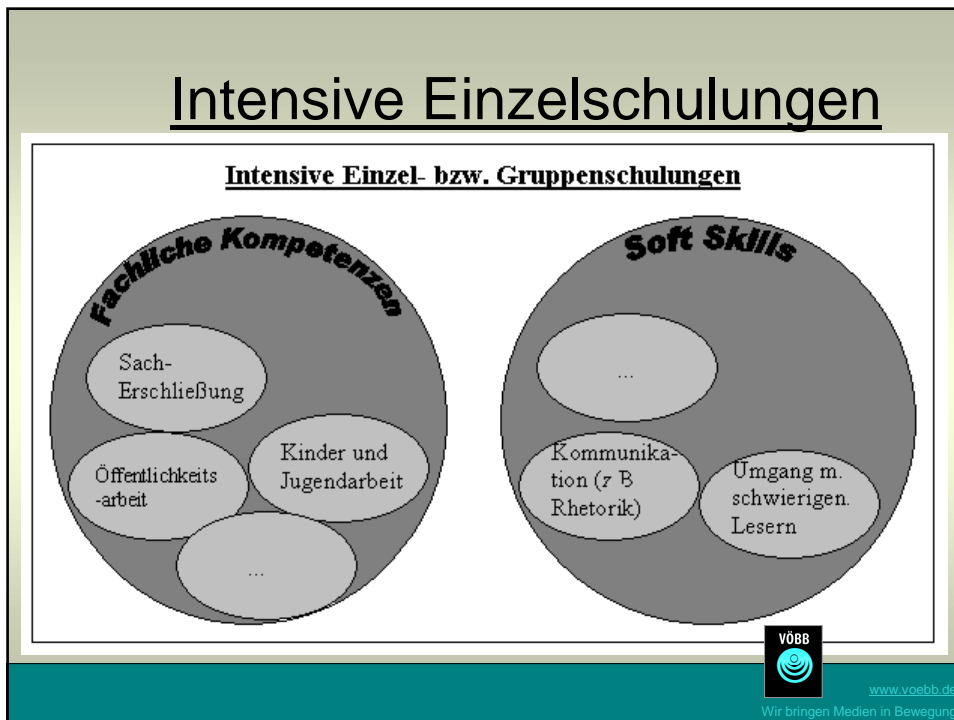 Intensive Einzelschulungen
Intensive Einzel- bzw. Gruppenschulungen
Fachliche Kompetenzen
Sach-
Erschließung
Öffentlichkeits
-arbeit
Kinder und
Jugendarbeit
...
Soft Skills
...
Kommunika-
tion (z B
Rhetorik)
Umgang m.
schwierigen.
Lesern
VÖBB
www.voebb.de
Wir bringen Medien in Bewegung